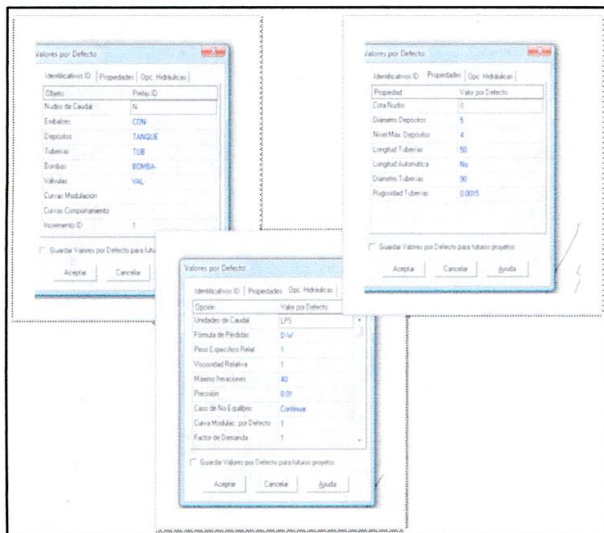 Valores por Defecto
Identificativos ID Propiedades Opc. Hidráulicas
Objeto Prefijo ID
Nudos de Caudal N
Embalses CON-
Depósitos TANQUE
Tuberías TUB
Bombas BOMBA-
Válvulas VAL-
Curvas Modulación
Curvas Comportamiento
Incremento ID 1
Guardar Valores por Defecto para futuros
Aceptar Cancelar
Valores por Defecto
Identificativos ID Propiedades Opc. Hidráulicas
Propiedad Valor por Defecto
Cota Nudos 0
Diámetro Depósitos 5
Nivel Máx. Depósitos 4
Longitud Tuberías 50
Longitud Automática No
Diámetro Tuberías 90
Rugosidad Tuberías 0.0015
Guardar Valores por Defecto para futuros proyectos
Aceptar Cancelar Ayuda
Valores por Defecto
Identificativos ID Propiedades Opc. Hidráulicas
Opción Valor por Defecto
Unidades de Caudal LPS
Fórmula de Pérdidas D-W
Peso Específico Relat. 1
Viscosidad Relativa 1
Máximo Iteraciones 40
Precisión 0.01
Caso de No Equilibrio Continuar
Curva Modulac. por Defecto 1
Factor de Demanda 1
Guardar Valores por Defecto para futuros proyectos
Aceptar Cancelar Ayuda